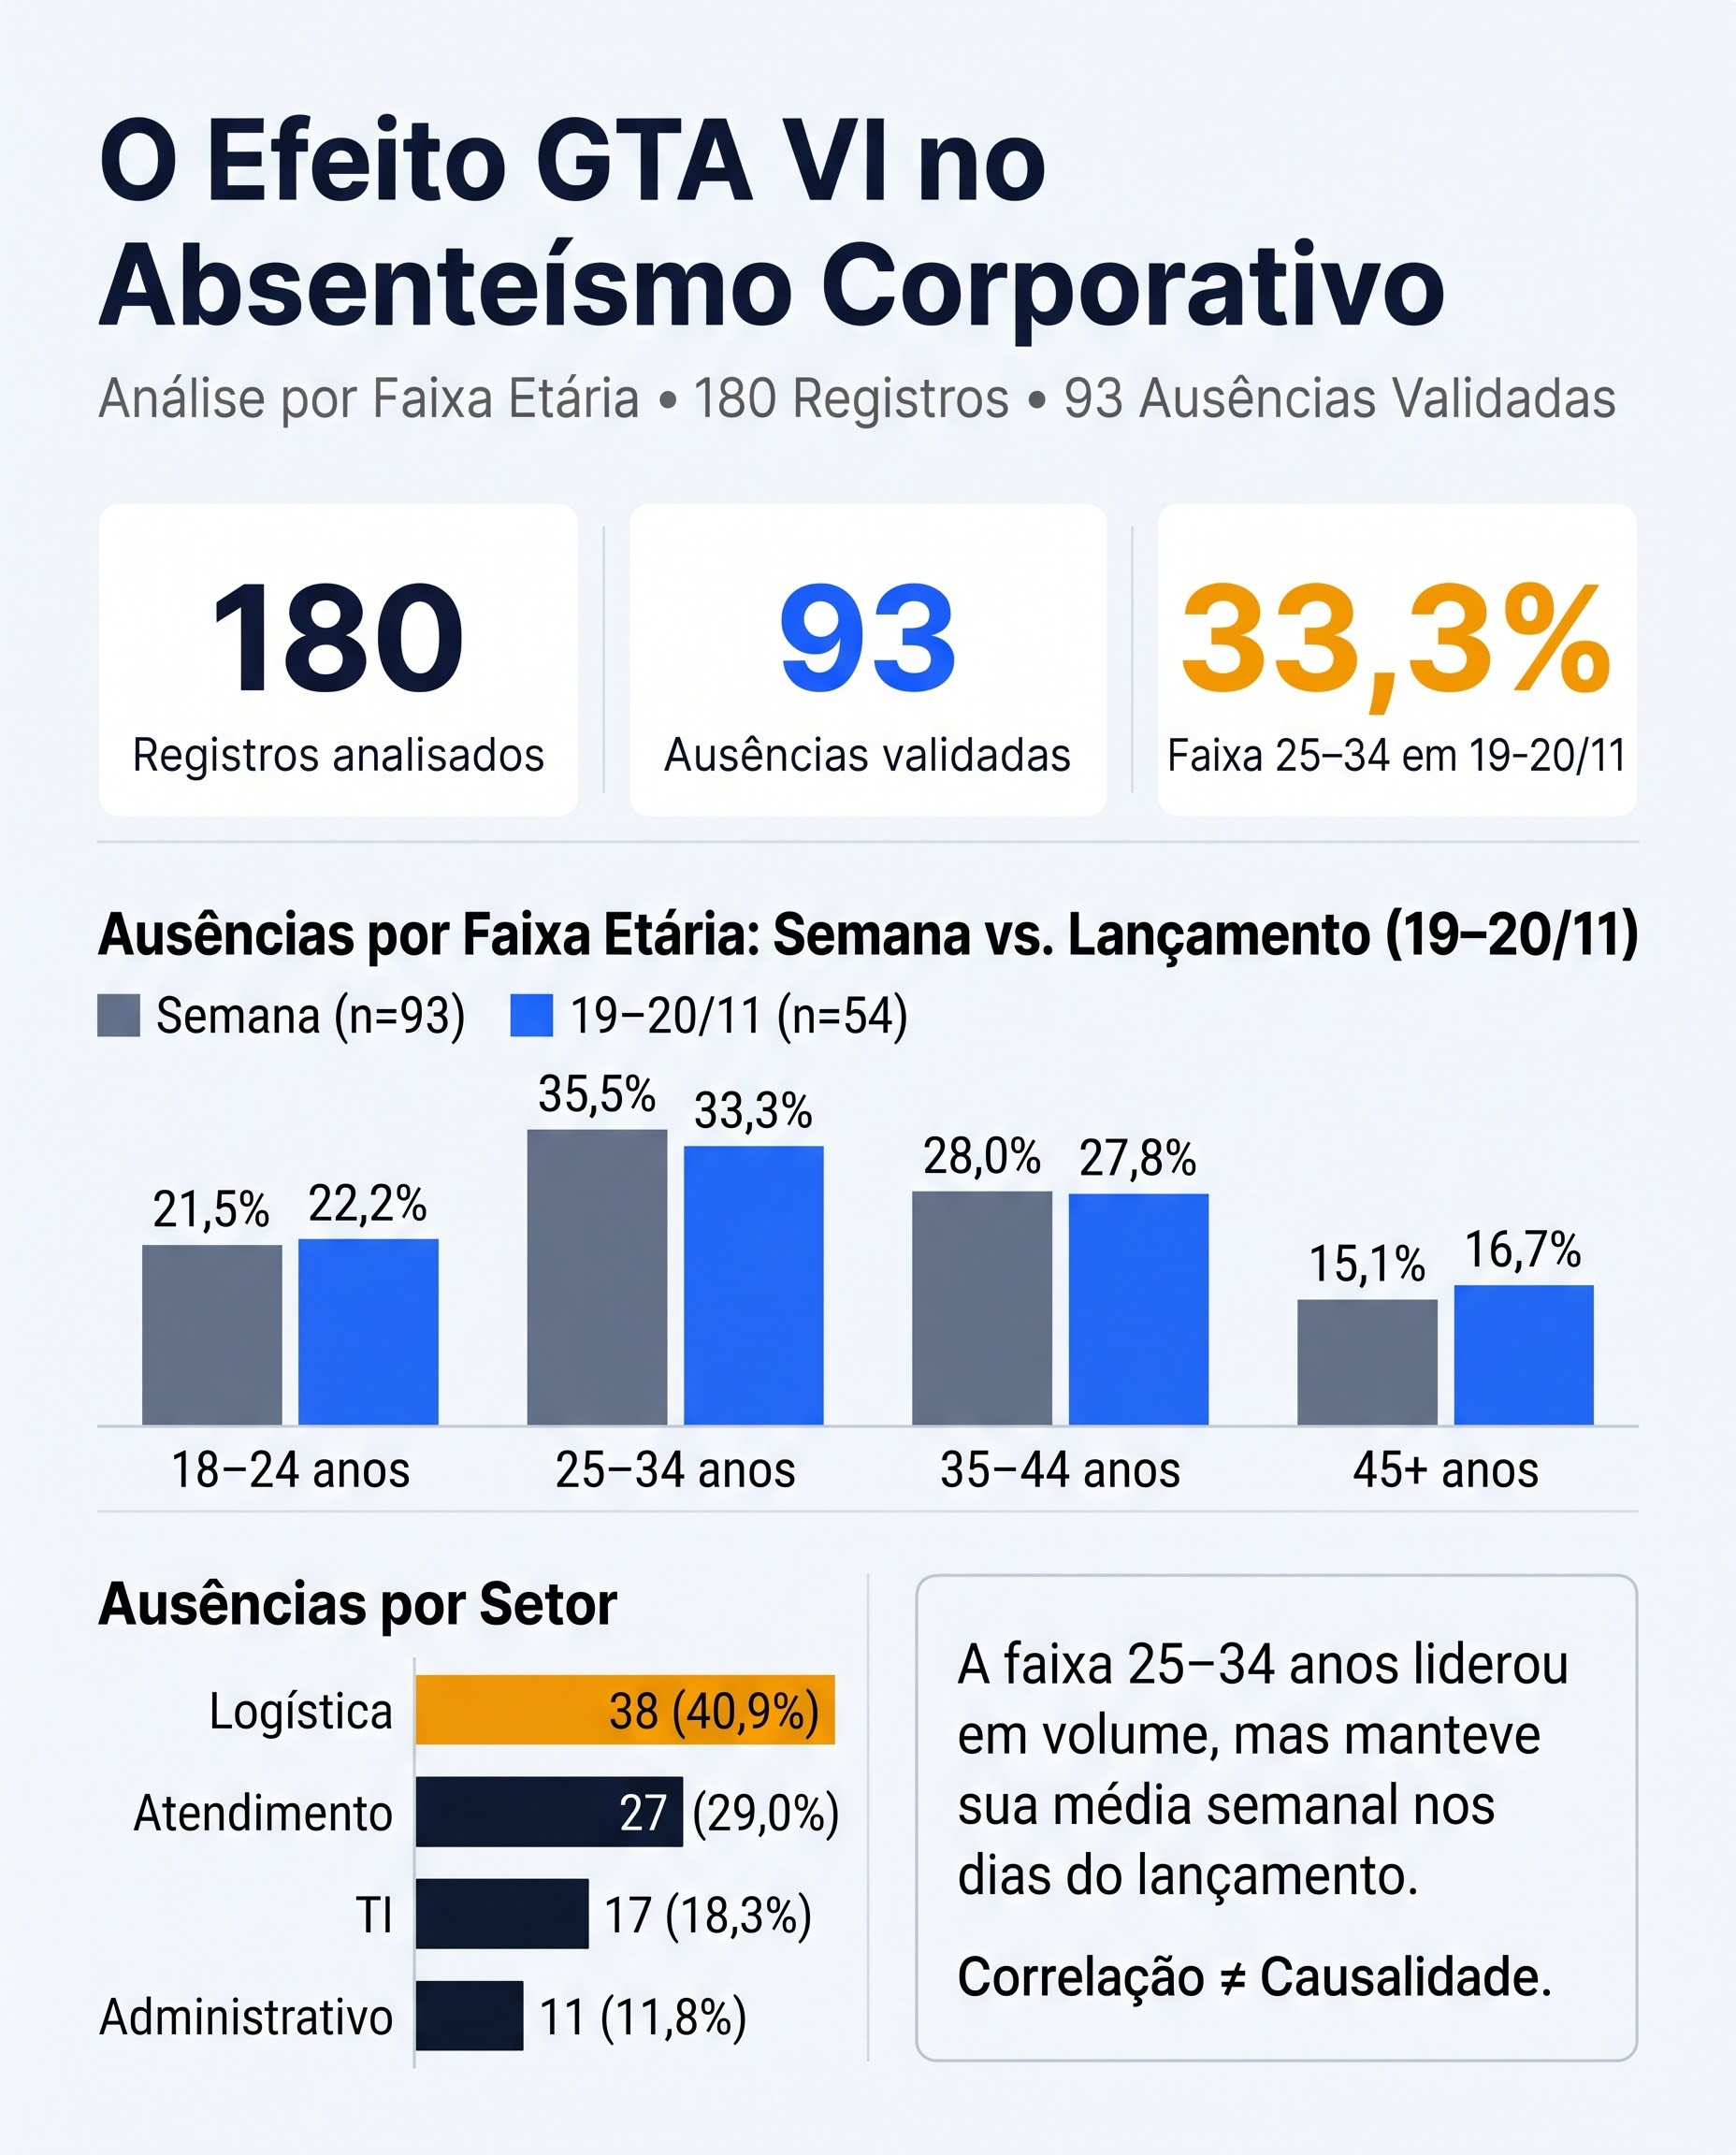 O Efeito GTA VI no
Absenteísmo Corporativo
Análise por Faixa Etária • 180 Registros • 93 Ausências Validadas
180
Registros analisados
93
Ausências validadas
33,3%
Faixa 25–34 em 19-20/11
Ausências por Faixa Etária: Semana vs. Lançamento (19–20/11)
Semana (n=93) 19–20/11 (n=54)
21,5% 22,2% 35,5% 33,3% 28,0% 27,8% 15,1% 16,7%
18–24 anos 25–34 anos 35–44 anos 45+ anos
Ausências por Setor
Logística 38 (40,9%)
Atendimento 27 (29,0%)
TI 17 (18,3%)
Administrativo 11 (11,8%)
A faixa 25–34 anos liderou
em volume, mas manteve
sua média semanal nos
dias do lançamento.
Correlação ≠ Causalidade.